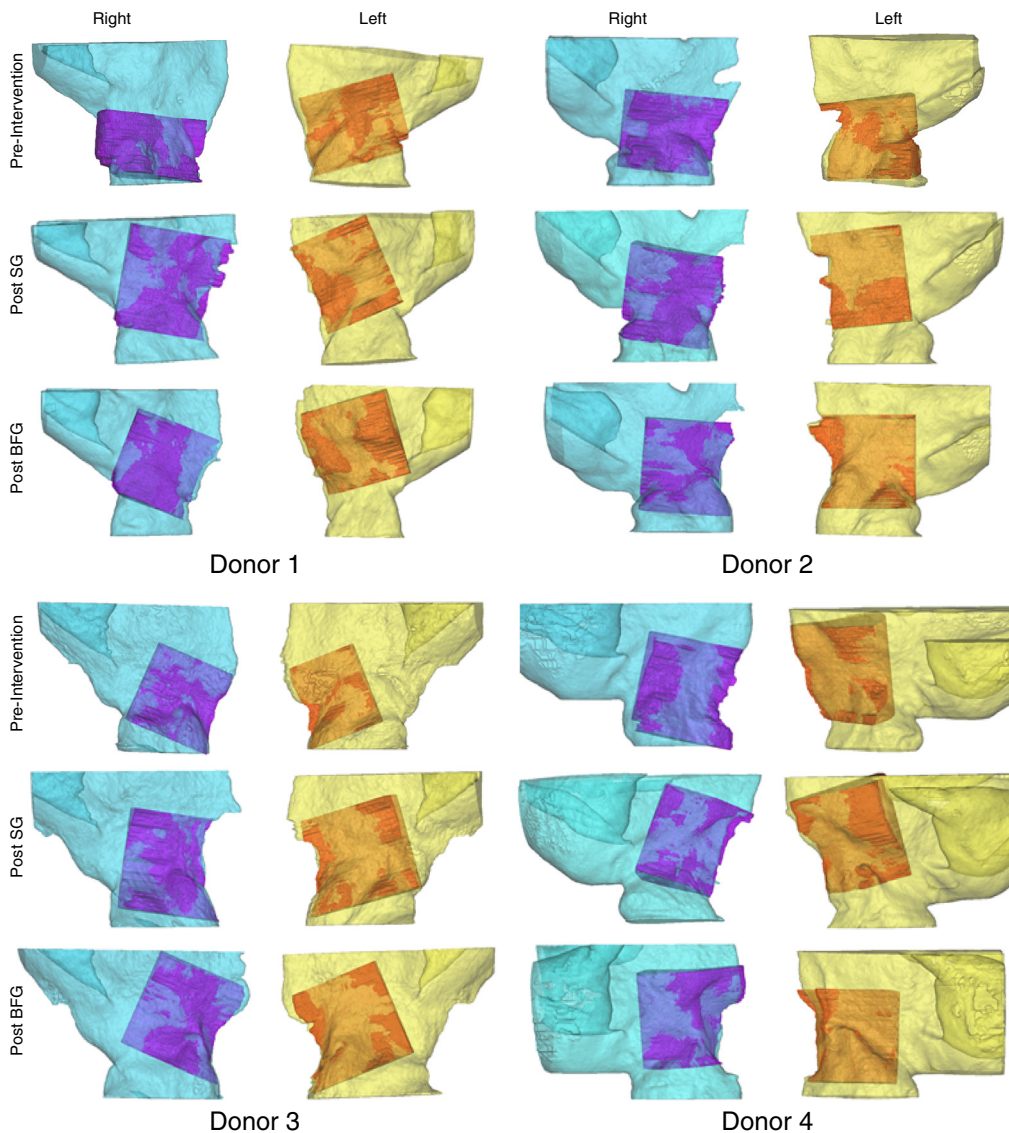 Right Left Right Left
Pre-Intervention
Post SG
Post BFG
Donor 1 Donor 2
Pre-Intervention
Post SG
Post BFG
Donor 3 Donor 4